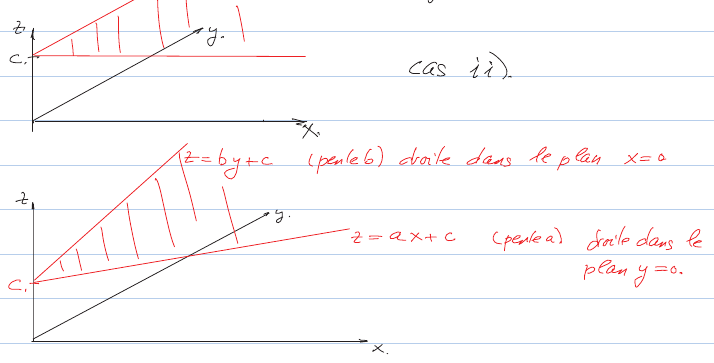 z
y.
c.
cas ii).
x.
z = by + c (pente b) droite dans le plan x = 0
z
y.
z = ax + c (pente a) droite dans le
plan y = 0.
c.
x.